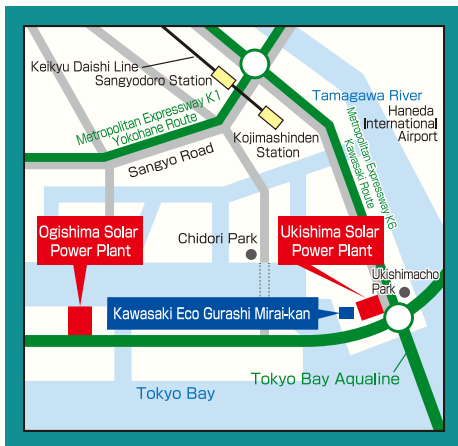 Keikyu Daishi Line
Sangyodoro Station
Metropolitan Expressway K1
Yokohane Route
Sangyo Road
Kojimashinden
Station
Tamagawa River
Haneda
International
Airport
Metropolitan Expressway K6
Kawasaki Route
Ogishima Solar
Power Plant
Chidori Park
Ukishima Solar
Power Plant
Ukishimacho
Park
Kawasaki Eco Gurashi Mirai-kan
Tokyo Bay Aqualine
Tokyo Bay